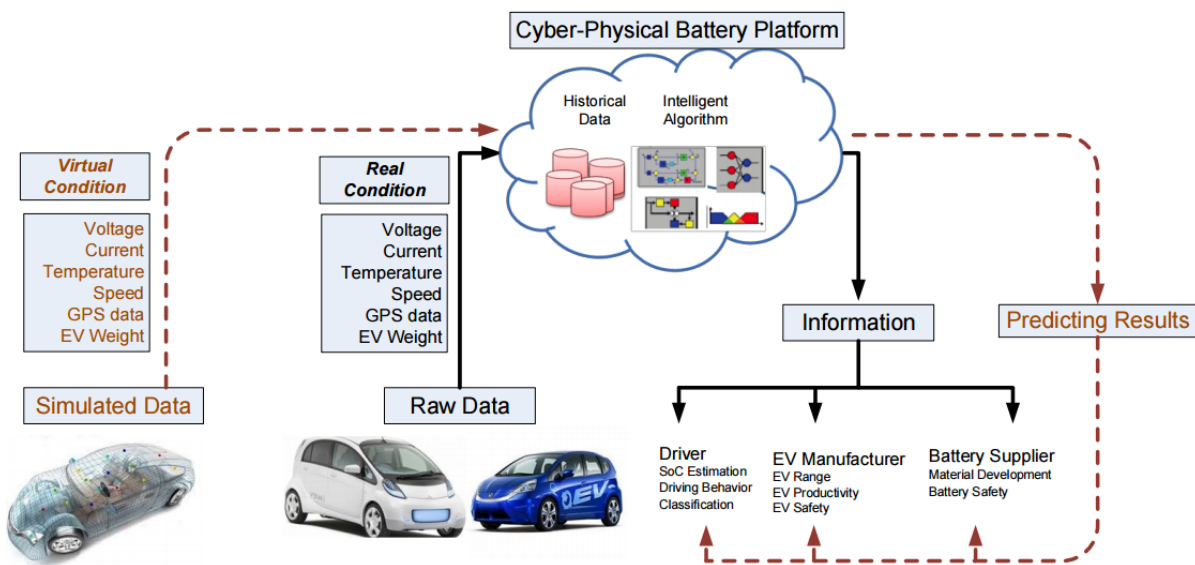 Cyber-Physical Battery Platform
Historical
Data
Intelligent
Algorithm
Virtual
Condition
Voltage
Current
Temperature
Speed
GPS data
EV Weight
Simulated Data
Real
Condition
Voltage
Current
Temperature
Speed
GPS data
EV Weight
Raw Data
EV
Information
Predicting Results
Driver
SoC Estimation
Driving Behavior
Classification
EV Manufacturer
EV Range
EV Productivity
EV Safety
Battery Supplier
Material Development
Battery Safety